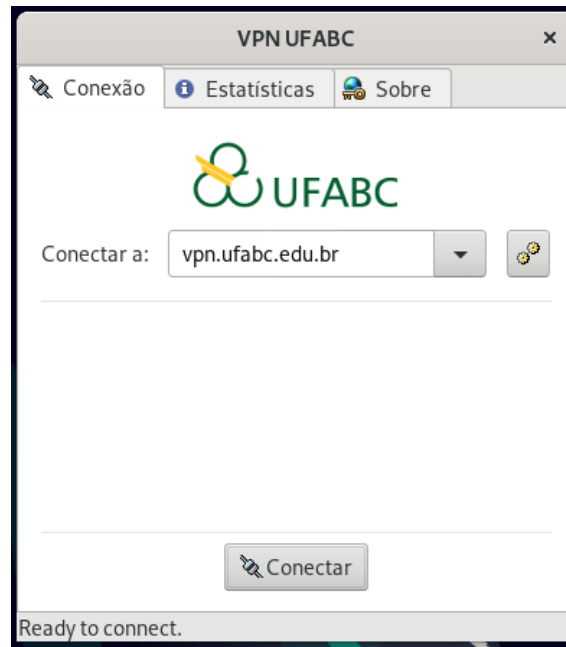 VPN UFABC ×
Conexão Estatísticas Sobre
UFABC
Conectar a: vpn.ufabc.edu.br
Conectar
Ready to connect.